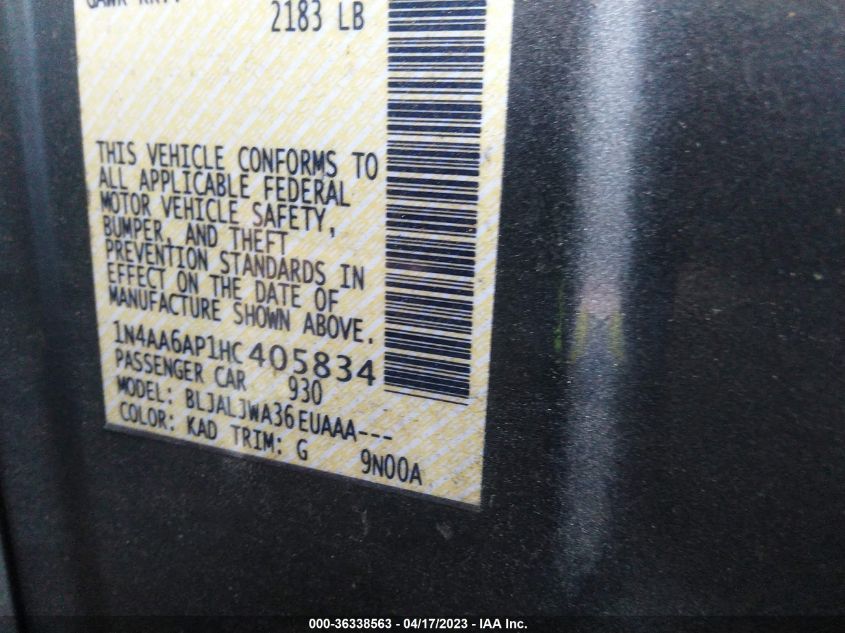 2183 LB
THIS VEHICLE CONFORMS TO
ALL APPLICABLE FEDERAL
MOTOR VEHICLE SAFETY,
BUMPER, AND THEFT
PREVENTION STANDARDS IN
EFFECT ON THE DATE OF
MANUFACTURE SHOWN ABOVE.
1N4AA6AP1HC405834
PASSENGER CAR 930
MODEL: BLJALJWA36EUAAA---
COLOR: KAD TRIM: G 9N00A
000-36338563 - 04/17/2023 - IAA Inc.